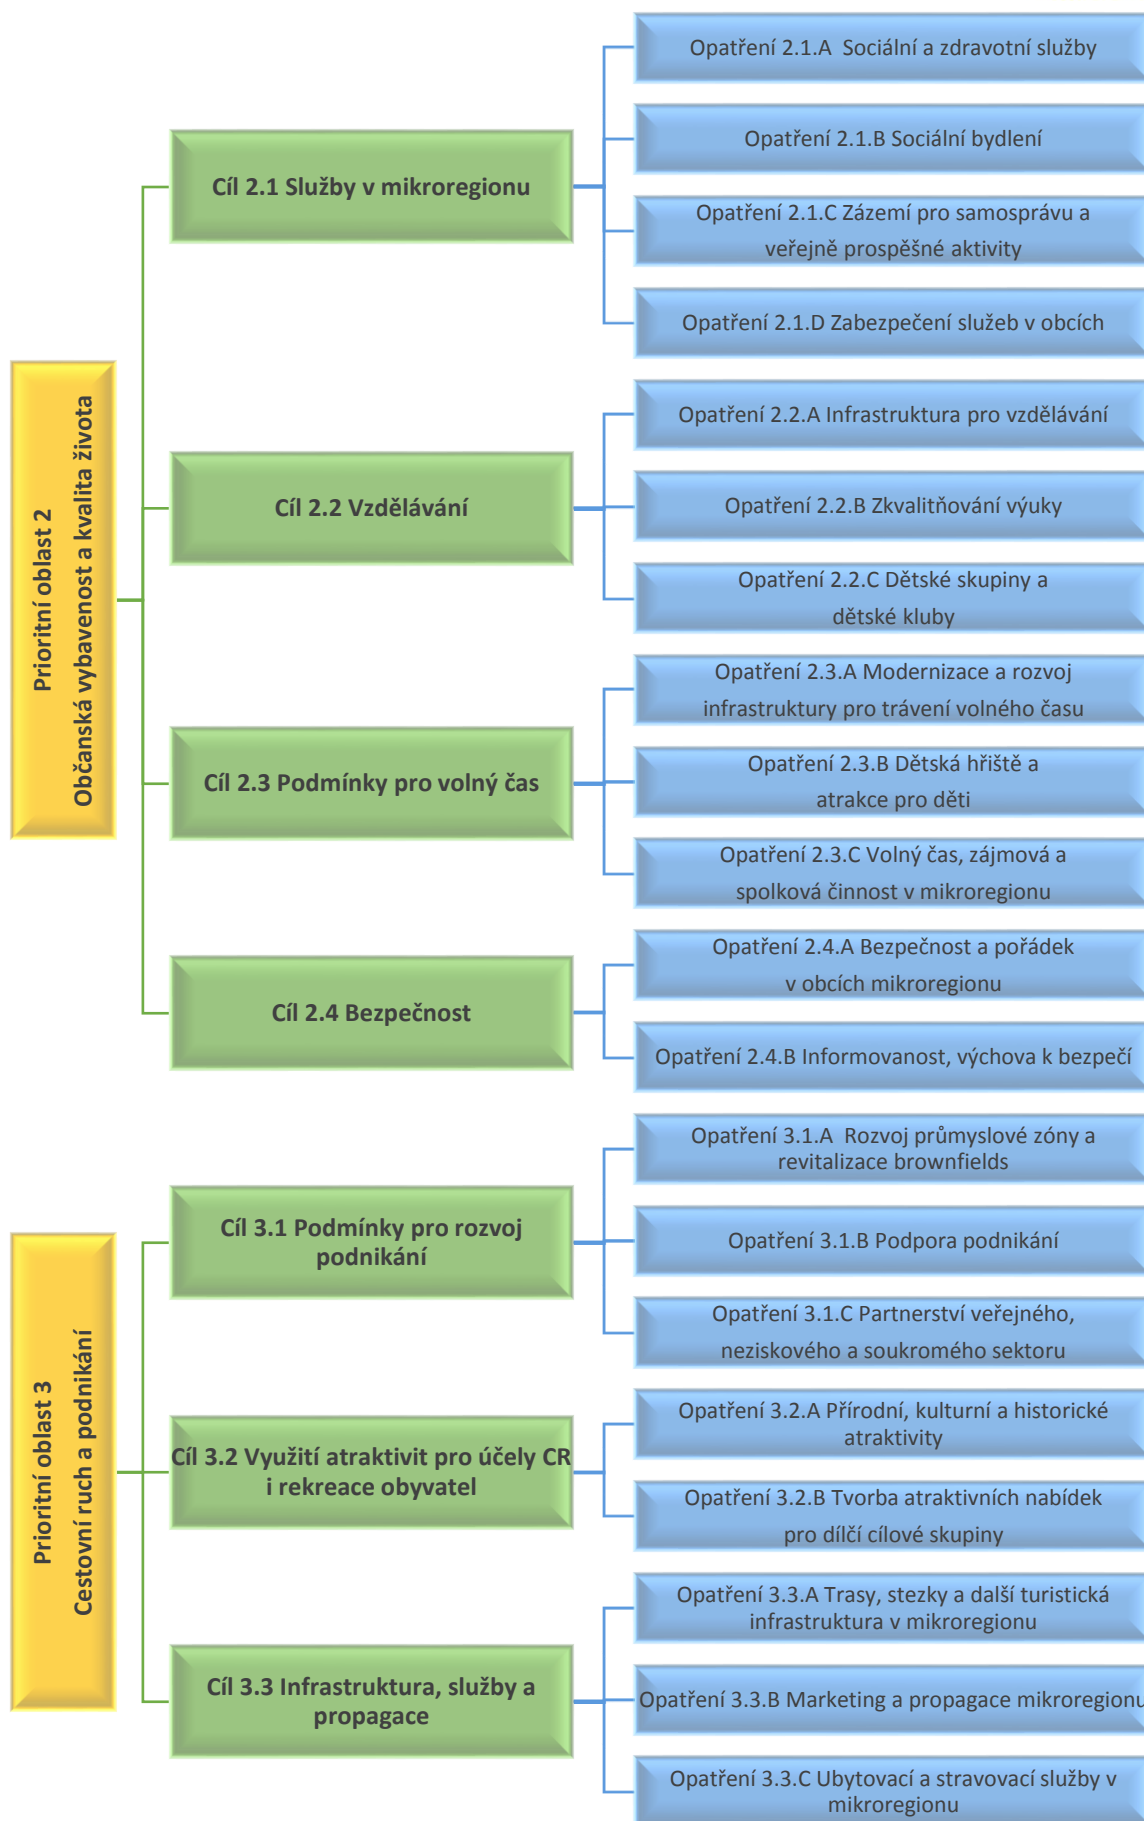 Prioritní oblast 2
Občanská vybavenost a kvalita života
Cíl 2.1 Služby v mikroregionu
Opatření 2.1.A  Sociální a zdravotní služby
Opatření 2.1.B Sociální bydlení
Opatření 2.1.C Zázemí pro samosprávu a
veřejně prospěšné aktivity
Opatření 2.1.D Zabezpečení služeb v obcích
Cíl 2.2 Vzdělávání
Opatření 2.2.A Infrastruktura pro vzdělávání
Opatření 2.2.B Zkvalitňování výuky
Opatření 2.2.C Dětské skupiny a
dětské kluby
Cíl 2.3 Podmínky pro volný čas
Opatření 2.3.A Modernizace a rozvoj
infrastruktury pro trávení volného času
Opatření 2.3.B Dětská hřiště a
atrakce pro děti
Opatření 2.3.C Volný čas, zájmová a
spolková činnost v mikroregionu
Cíl 2.4 Bezpečnost
Opatření 2.4.A Bezpečnost a pořádek
v obcích mikroregionu
Opatření 2.4.B Informovanost, výchova k bezpečí
Prioritní oblast 3
Cestovní ruch a podnikání
Cíl 3.1 Podmínky pro rozvoj
podnikání
Opatření 3.1.A  Rozvoj průmyslové zóny a
revitalizace brownfields
Opatření 3.1.B Podpora podnikání
Opatření 3.1.C Partnerství veřejného,
neziskového a soukromého sektoru
Cíl 3.2 Využití atraktivit pro účely CR
i rekreace obyvatel
Opatření 3.2.A Přírodní, kulturní a historické
atraktivity
Opatření 3.2.B Tvorba atraktivních nabídek
pro dílčí cílové skupiny
Cíl 3.3 Infrastruktura, služby a
propagace
Opatření 3.3.A Trasy, stezky a další turistická
infrastruktura v mikroregionu
Opatření 3.3.B Marketing a propagace mikroregionu
Opatření 3.3.C Ubytovací a stravovací služby v
mikroregionu